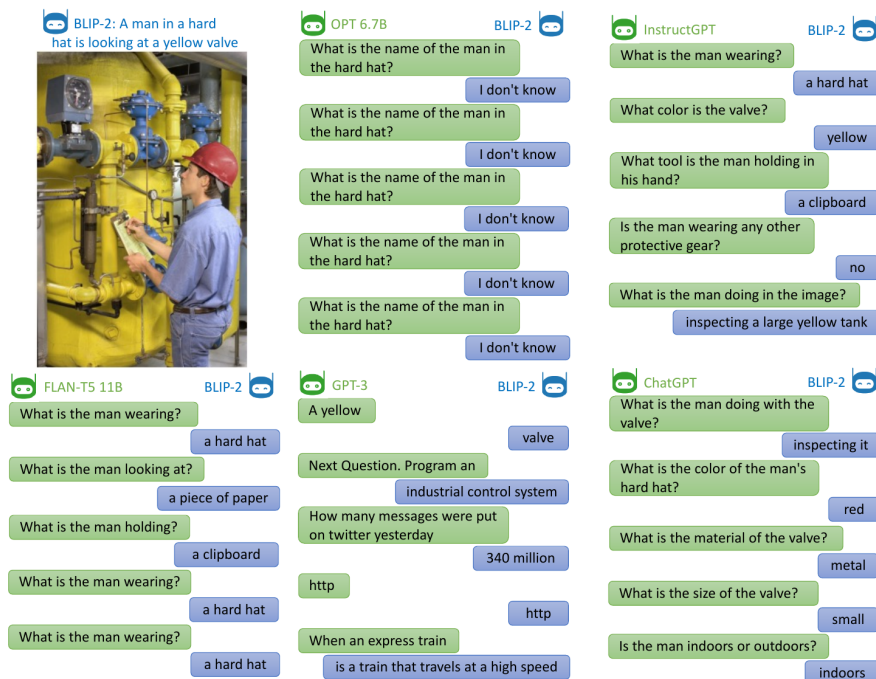 BLIP-2: A man in a hard
hat is looking at a yellow valve
OPT 6.7B
BLIP-2
What is the name of the man in
the hard hat?
I don't know
What is the name of the man in
the hard hat?
I don't know
What is the name of the man in
the hard hat?
I don't know
What is the name of the man in
the hard hat?
I don't know
What is the name of the man in
the hard hat?
I don't know
InstructGPT
BLIP-2
What is the man wearing?
a hard hat
What color is the valve?
yellow
What tool is the man holding in
his hand?
a clipboard
Is the man wearing any other
protective gear?
no
What is the man doing in the image?
inspecting a large yellow tank
FLAN-T5 11B
BLIP-2
What is the man wearing?
a hard hat
What is the man looking at?
a piece of paper
What is the man holding?
a clipboard
What is the man wearing?
a hard hat
What is the man wearing?
a hard hat
GPT-3
BLIP-2
A yellow
valve
Next Question. Program an
industrial control system
How many messages were put
on twitter yesterday
340 million
http
http
When an express train
is a train that travels at a high speed
ChatGPT
BLIP-2
What is the man doing with the
valve?
inspecting it
What is the color of the man's
hard hat?
red
What is the material of the valve?
metal
What is the size of the valve?
small
Is the man indoors or outdoors?
indoors